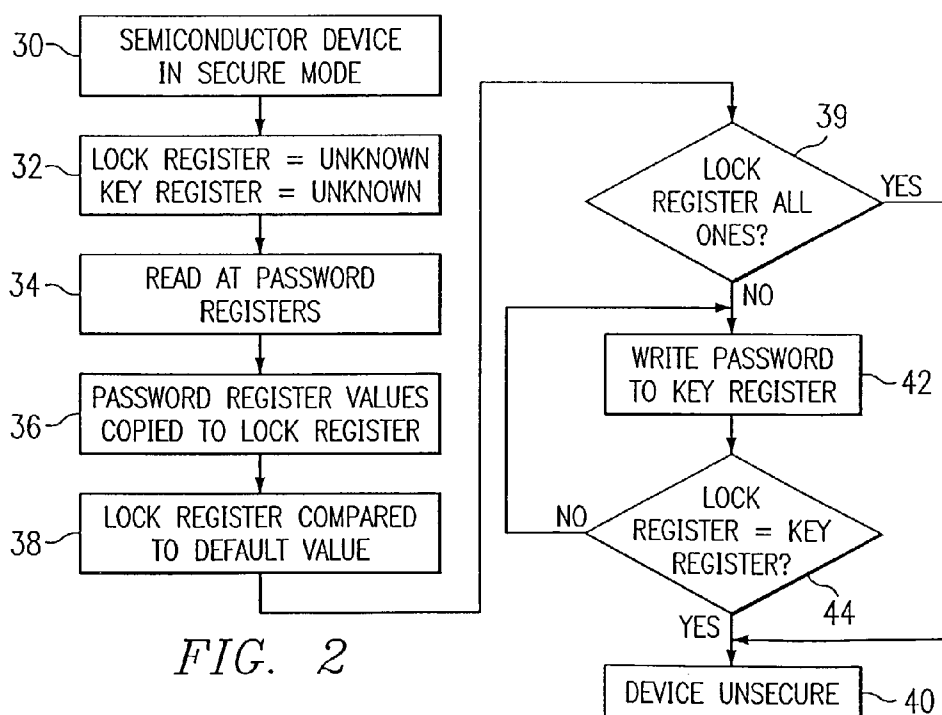 30
SEMICONDUCTOR DEVICE
IN SECURE MODE
32
LOCK REGISTER = UNKNOWN
KEY REGISTER = UNKNOWN
34
READ AT PASSWORD
REGISTERS
36
PASSWORD REGISTER VALUES
COPIED TO LOCK REGISTER
38
LOCK REGISTER COMPARED
TO DEFAULT VALUE
39
LOCK
REGISTER ALL
ONES?
YES
NO
WRITE PASSWORD
TO KEY REGISTER
42
LOCK
REGISTER = KEY
REGISTER?
NO
44
YES
DEVICE UNSECURE
40
FIG. 2